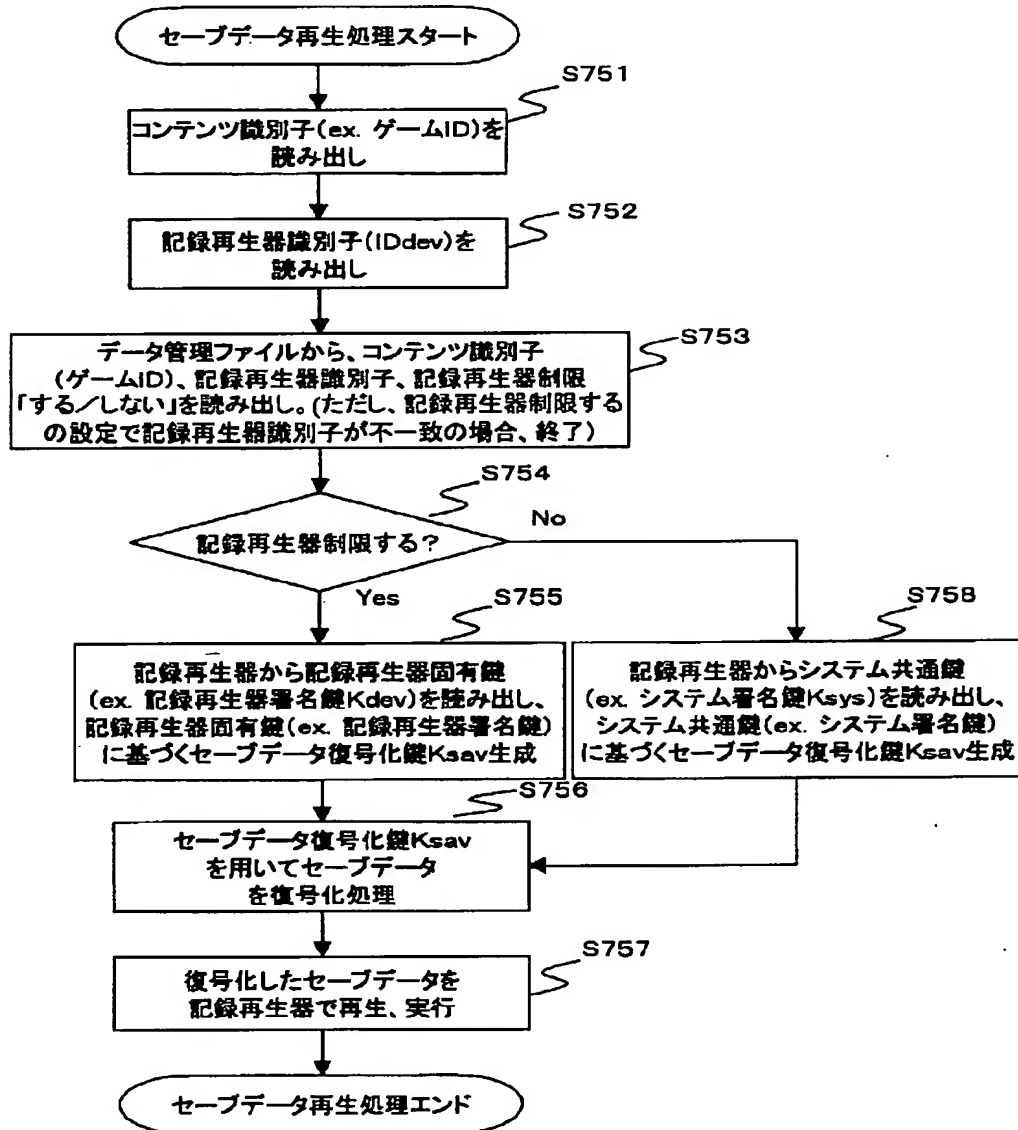 セーブデータ再生処理スタート
S751
コンテンツ識別子(ex. ゲームID)を
読み出し
S752
記録再生器識別子(IDdev)を
読み出し
S753
データ管理ファイルから、コンテンツ識別子
(ゲームID)、記録再生器識別子、記録再生器制限
「する/しない」を読み出し。(ただし、記録再生器制限する
の設定で記録再生器識別子が不一致の場合、終了)
S754
記録再生器制限する?
No
Yes
S755
記録再生器から記録再生器固有鍵
(ex. 記録再生器署名鍵Kdev)を読み出し、
記録再生器固有鍵(ex. 記録再生器署名鍵)
に基づくセーブデータ復号化鍵Ksav生成
S758
記録再生器からシステム共通鍵
(ex. システム署名鍵Ksys)を読み出し、
システム共通鍵(ex. システム署名鍵)
に基づくセーブデータ復号化鍵Ksav生成
S756
セーブデータ復号化鍵Ksav
を用いてセーブデータ
を復号化処理
S757
復号化したセーブデータを
記録再生器で再生、実行
セーブデータ再生処理エンド